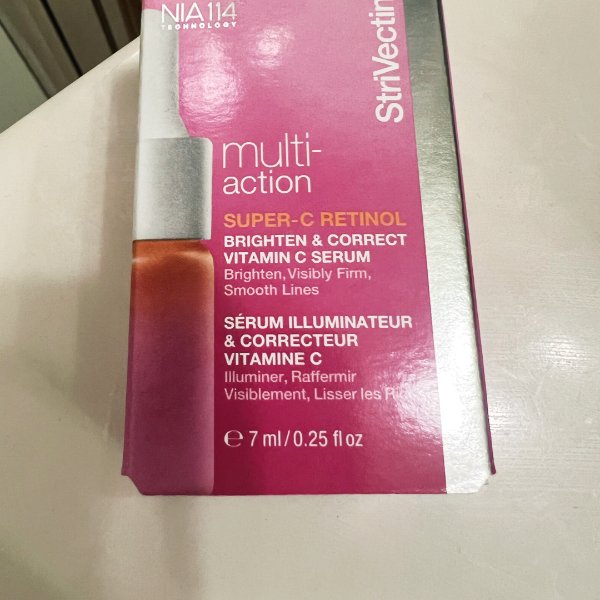 NIA114
TECHNOLOGY
StriVectin
multi-
action
SUPER-C RETINOL
BRIGHTEN & CORRECT
VITAMIN C SERUM
Brighten, Visibly Firm,
Smooth Lines
SÉRUM ILLUMINATEUR
& CORRECTEUR
VITAMINE C
Illuminer, Raffermir
Visiblement, Lisser les
℮ 7 ml/0.25 fl oz